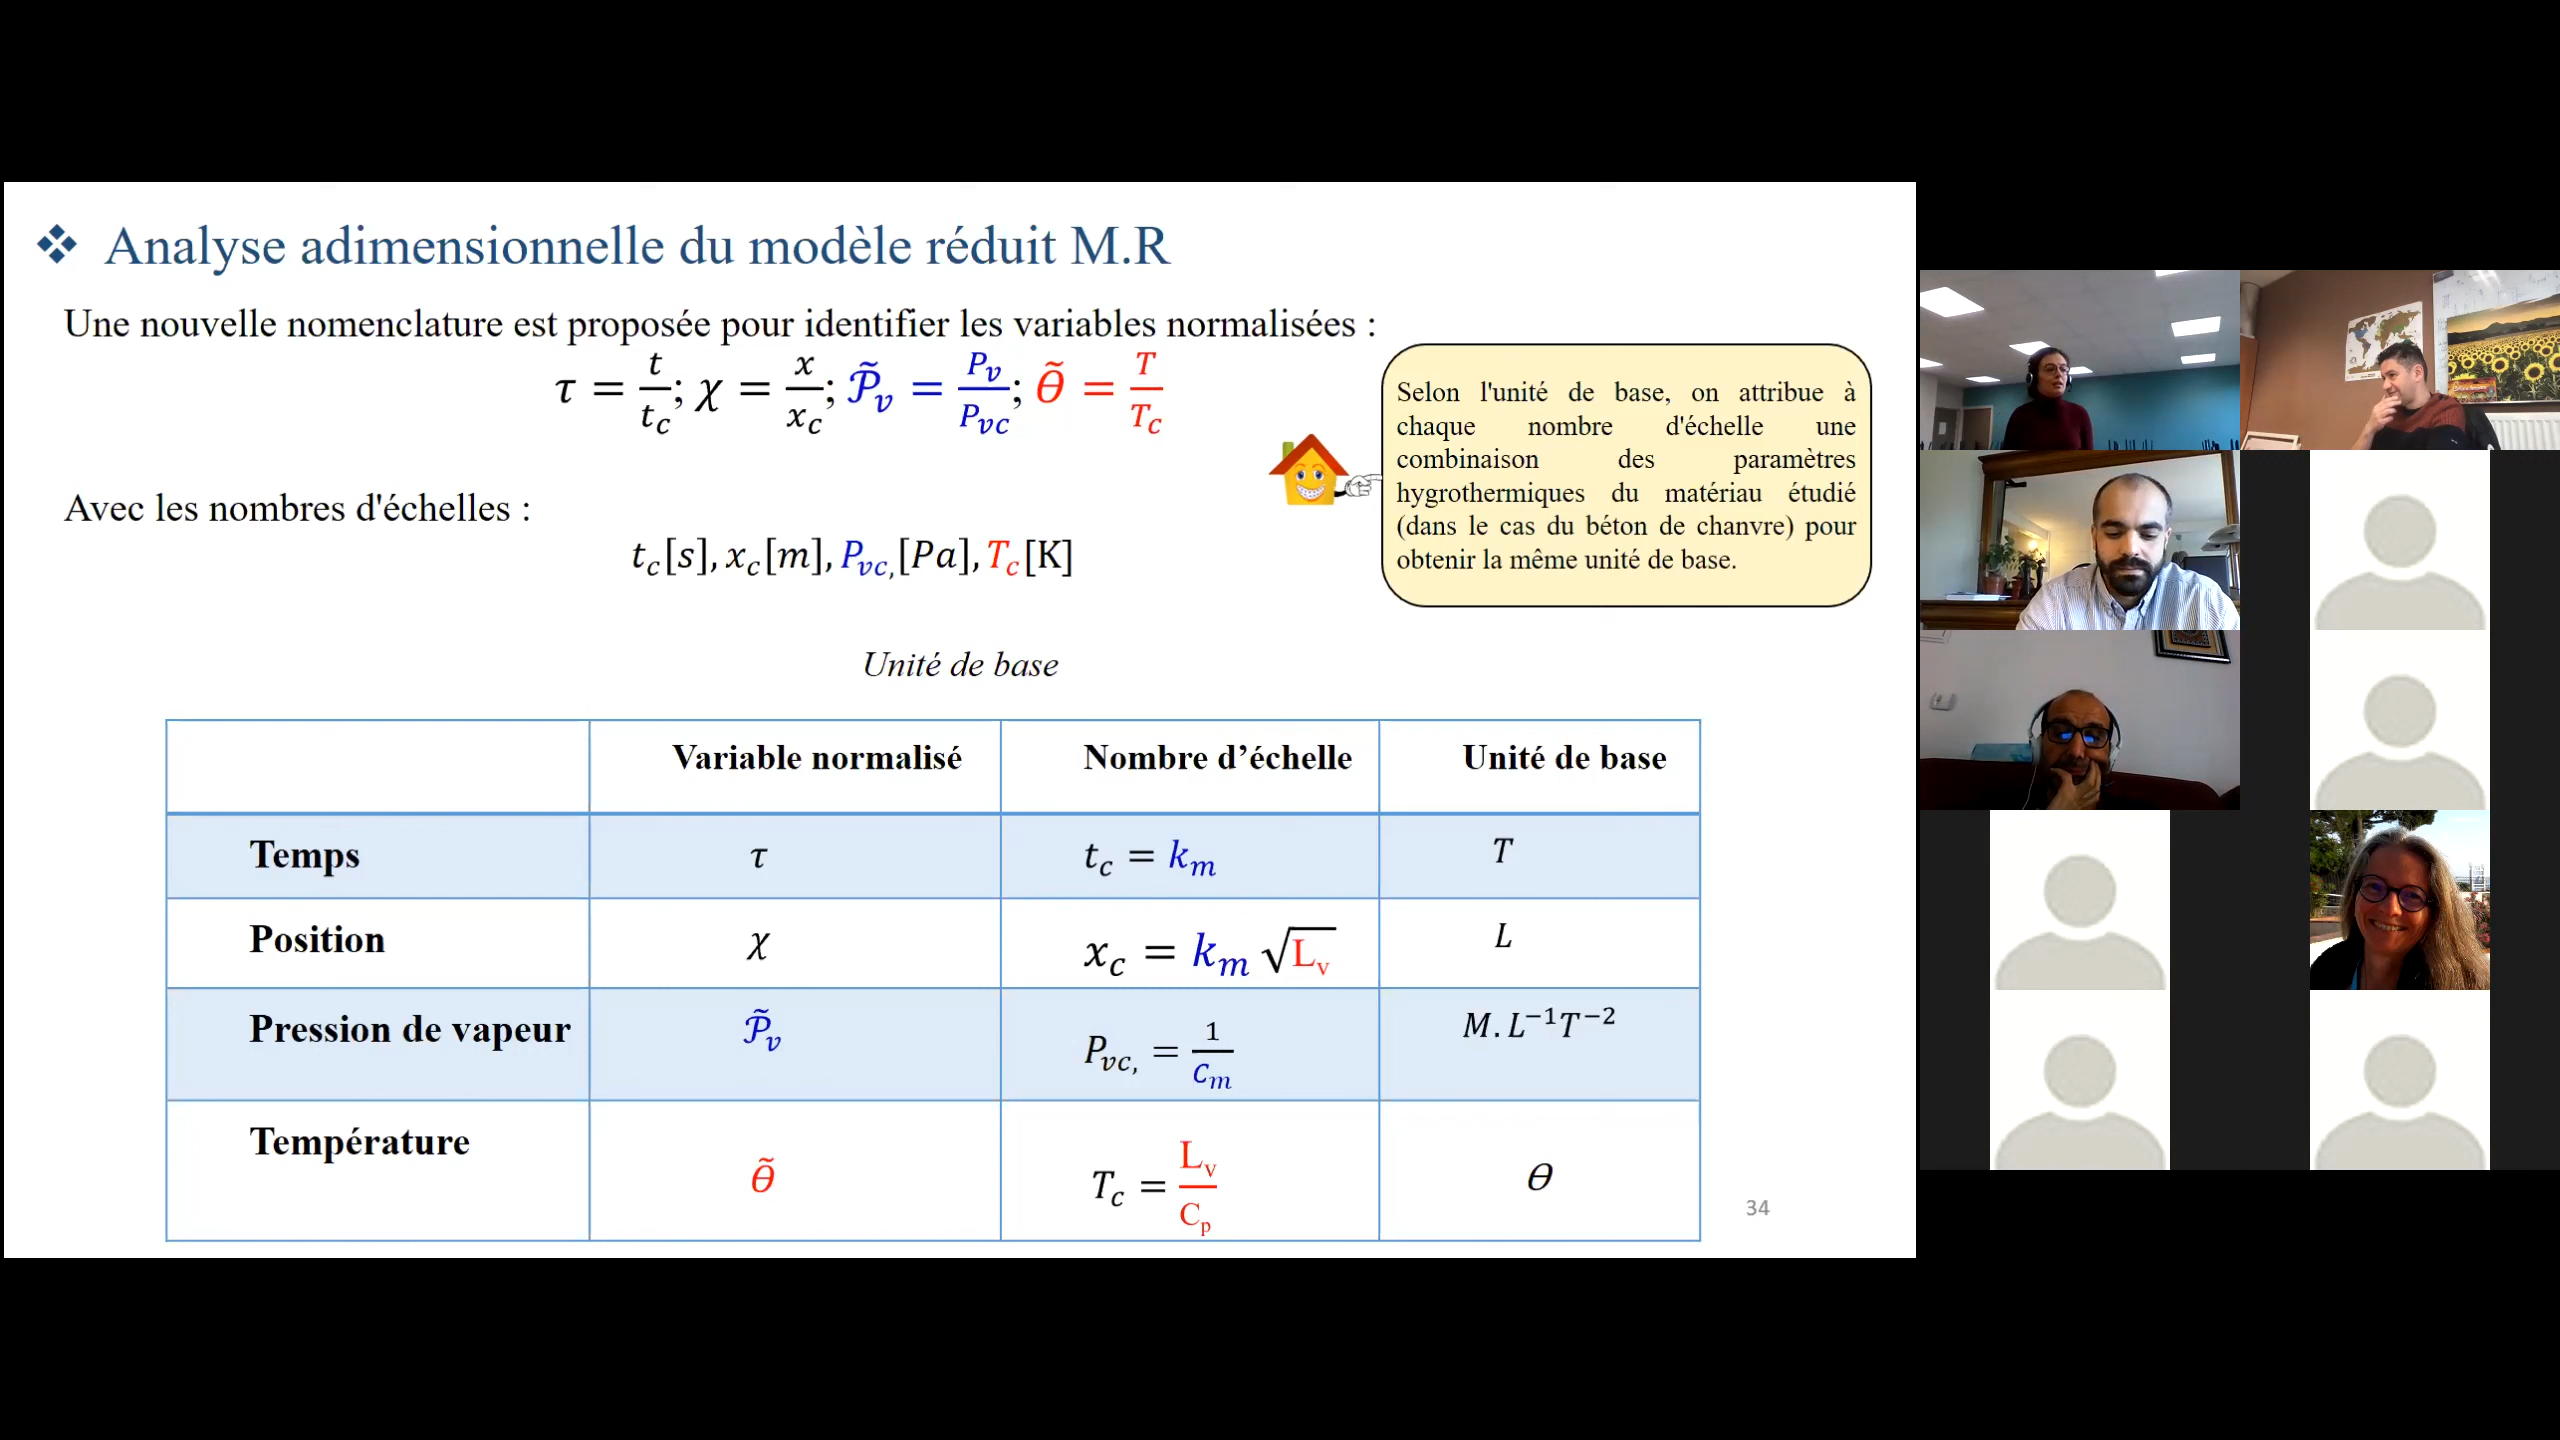 ❖ Analyse adimensionnelle du modèle réduit M.R
Une nouvelle nomenclature est proposée pour identifier les variables normalisées :
τ = t/t_c; χ = x/x_c; 𝒫̃_v = P_v/P_vc; θ̃ = T/T_c
Selon l'unité de base, on attribue à
chaque nombre d'échelle une
combinaison des paramètres
hygrothermiques du matériau étudié
(dans le cas du béton de chanvre) pour
obtenir la même unité de base.
Avec les nombres d'échelles :
t_c[s], x_c[m], P_vc,[Pa], T_c[K]
Unité de base
Variable normalisé Nombre d’échelle Unité de base
Temps τ t_c = k_m T
Position χ x_c = k_m √L_v L
Pression de vapeur 𝒫̃_v P_vc, = 1/C_m M.L⁻¹T⁻²
Température θ̃ T_c = L_v/C_p Θ
34